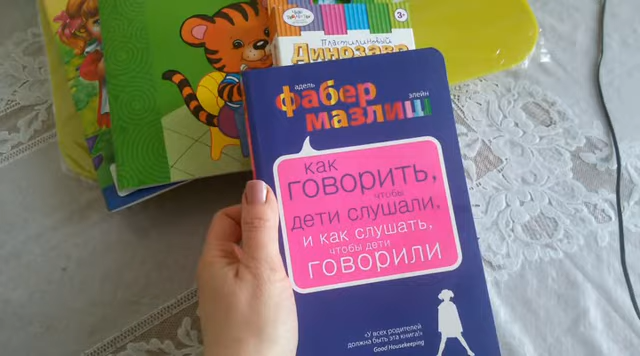 Пластилиновый
Динозавр
3+
адель
фабер
элейн
мазлиш
как
говорить,
чтобы
дети слушали,
и как слушать,
чтобы дети
говорили
«У всех родителей
должна быть эта книга!»
Good Housekeeping